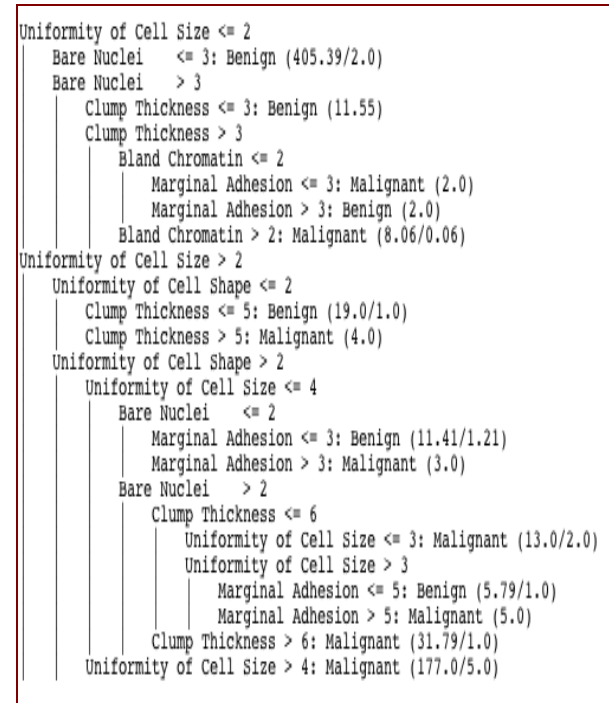 Uniformity of Cell Size <= 2
| Bare Nuclei <= 3: Benign (405.39/2.0)
| Bare Nuclei > 3
| | Clump Thickness <= 3: Benign (11.55)
| | Clump Thickness > 3
| | | Bland Chromatin <= 2
| | | | Marginal Adhesion <= 3: Malignant (2.0)
| | | | Marginal Adhesion > 3: Benign (2.0)
| | | Bland Chromatin > 2: Malignant (8.06/0.06)
Uniformity of Cell Size > 2
| Uniformity of Cell Shape <= 2
| | Clump Thickness <= 5: Benign (19.0/1.0)
| | Clump Thickness > 5: Malignant (4.0)
| Uniformity of Cell Shape > 2
| | Uniformity of Cell Size <= 4
| | | Bare Nuclei <= 2
| | | | Marginal Adhesion <= 3: Benign (11.41/1.21)
| | | | Marginal Adhesion > 3: Malignant (3.0)
| | | Bare Nuclei > 2
| | | | Clump Thickness <= 6
| | | | | Uniformity of Cell Size <= 3: Malignant (13.0/2.0)
| | | | | Uniformity of Cell Size > 3
| | | | | | Marginal Adhesion <= 5: Benign (5.79/1.0)
| | | | | | Marginal Adhesion > 5: Malignant (5.0)
| | | | Clump Thickness > 6: Malignant (31.79/1.0)
| | Uniformity of Cell Size > 4: Malignant (177.0/5.0)